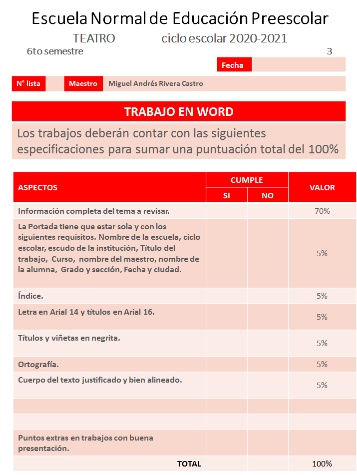 Escuela Normal de Educación Preescolar
TEATRO ciclo escolar 2020-2021
6to semestre 3
Fecha
N° lista Maestro Miguel Andrés Rivera Castro
TRABAJO EN WORD
Los trabajos deberán contar con las siguientes
especificaciones para sumar una puntuación total del 100%
ASPECTOS CUMPLE VALOR
SI NO
Información completa del tema a revisar. 70%
La Portada tiene que estar sola y con los
siguientes requisitos. Nombre de la escuela, ciclo
escolar, escudo de la institución, Título del
trabajo, Curso, nombre del maestro, nombre de
la alumna, Grado y sección, Fecha y ciudad. 5%
Índice. 5%
Letra en Arial 14 y títulos en Arial 16. 5%
Títulos y viñetas en negrita. 5%
Ortografía. 5%
Cuerpo del texto justificado y bien alineado. 5%
Puntos extras en trabajos con buena
presentación.
TOTAL 100%